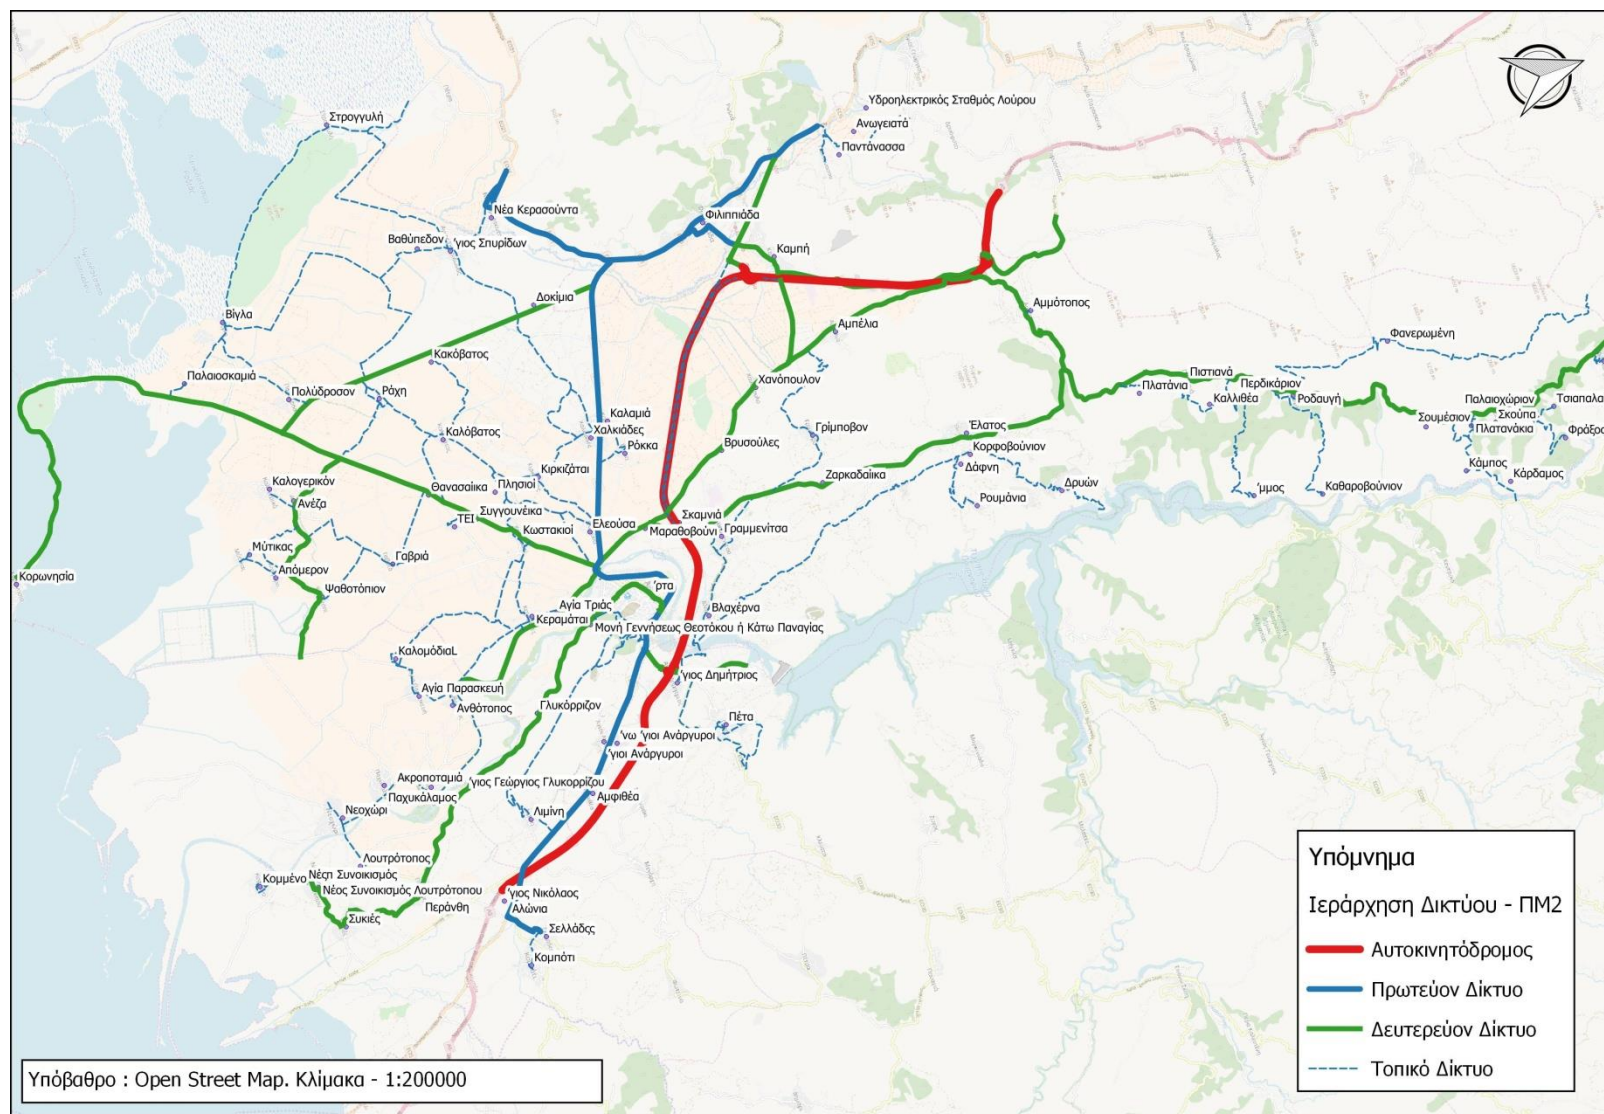 Υδροηλεκτρικός Σταθμός Λούρου
Στρογγυλή
Ανωγειατά
Παντάνασσα
Νέα Κερασούντα
Φιλιππιάδα
Βαθύπεδον
'γιος Σπυρίδων
Καμπή
Δοκίμια
Αμμότοπος
Βίγλα
Αμπέλια
Φανερωμένη
Κακόβατος
Πιστιανά
Παλαιοσκαμιά
Χανόπουλον
Πλατάνια
Περδικάριον
Πολύδροσον
Ράχη
Καλλιθέα
Ροδαυγή
Παλαιοχώριον
Τσιαπαλα
Σκούπα
Σουμέσιον
Πλατανάκια
Φράξος
Καλαμιά
Καλόβατος
Χαλκιάδες
Γρίμποβον
Έλατος
Ρόκκα
Βρυσούλες
Κορφοβούνιον
Δάφνη
Κιρκιζάται
Ζαρκαδαίικα
Κάμπος
Κάρδαμος
Καλογερικόν
Θανασαίικα
Πλησιοί
Δρυών
'μμος
Καθαροβούνιον
Ανέζα
Ρουμάνια
Συγγουνέικα
Σκαμνιά
ΤΕΙ
Ελεούσα
Κωστακιοί
Μαραθοβούνι
Γραμμενίτσα
Μύτικας
Γαβριά
Απόμερον
Κορωνησία
Ψαθοτόπιον
'ρτα
Αγία Τριάς
Βλαχέρνα
Κεραμάται
Μονή Γεννήσεως Θεοτόκου ή Κάτω Παναγίας
ΚαλομόδιαL
'γιος Δημήτριος
Αγία Παρασκευή
Ανθότοπος
Γλυκόρριζον
Πέτα
'νω 'γιοι Ανάργυροι
'γιοι Ανάργυροι
Ακροποταμιά
'γιος Γεώργιος Γλυκορρίζου
Παχυκάλαμος
Αμφιθέα
Νεοχώρι
Λιμίνη
Λουτρότοπος
Κομμένο
Νέος Συνοικισμός Λουτρότοπου
'γιος Νικόλαος
Περάνθη
Αλώνια
Συκιές
Κομπότι
Υπόμνημα
Ιεράρχηση Δικτύου - ΠΜ2
Αυτοκινητόδρομος
Πρωτεύον Δίκτυο
Δευτερεύον Δίκτυο
Τοπικό Δίκτυο
Υπόβαθρο : Open Street Map. Κλίμακα - 1:200000